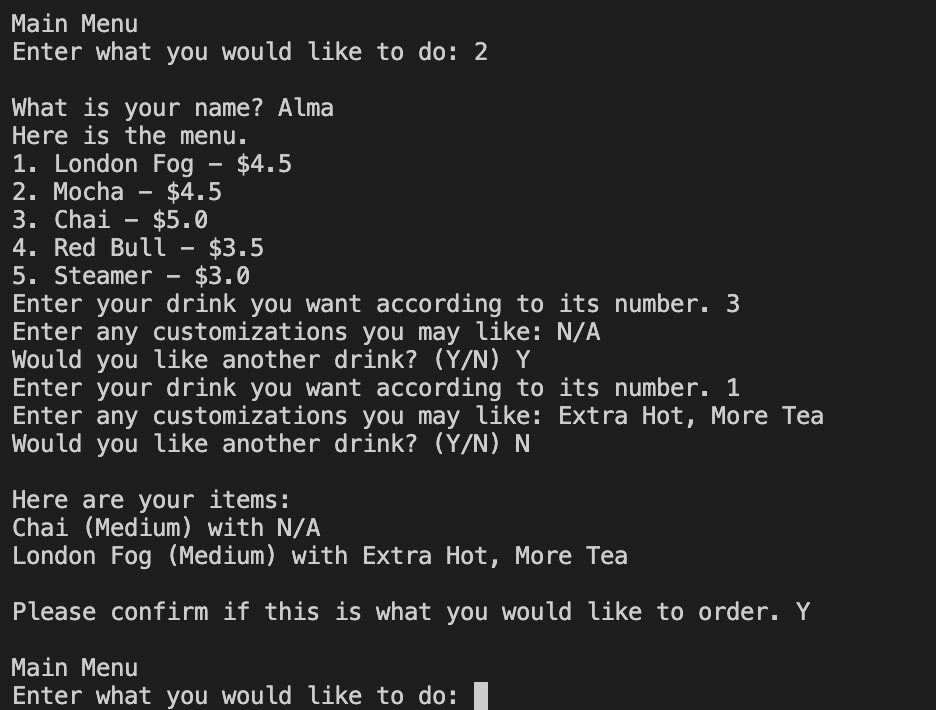 Main Menu
Enter what you would like to do: 2
What is your name? Alma
Here is the menu.
1. London Fog – $4.5
2. Mocha – $4.5
3. Chai – $5.0
4. Red Bull – $3.5
5. Steamer – $3.0
Enter your drink you want according to its number. 3
Enter any customizations you may like: N/A
Would you like another drink? (Y/N) Y
Enter your drink you want according to its number. 1
Enter any customizations you may like: Extra Hot, More Tea
Would you like another drink? (Y/N) N
Here are your items:
Chai (Medium) with N/A
London Fog (Medium) with Extra Hot, More Tea
Please confirm if this is what you would like to order. Y
Main Menu
Enter what you would like to do: